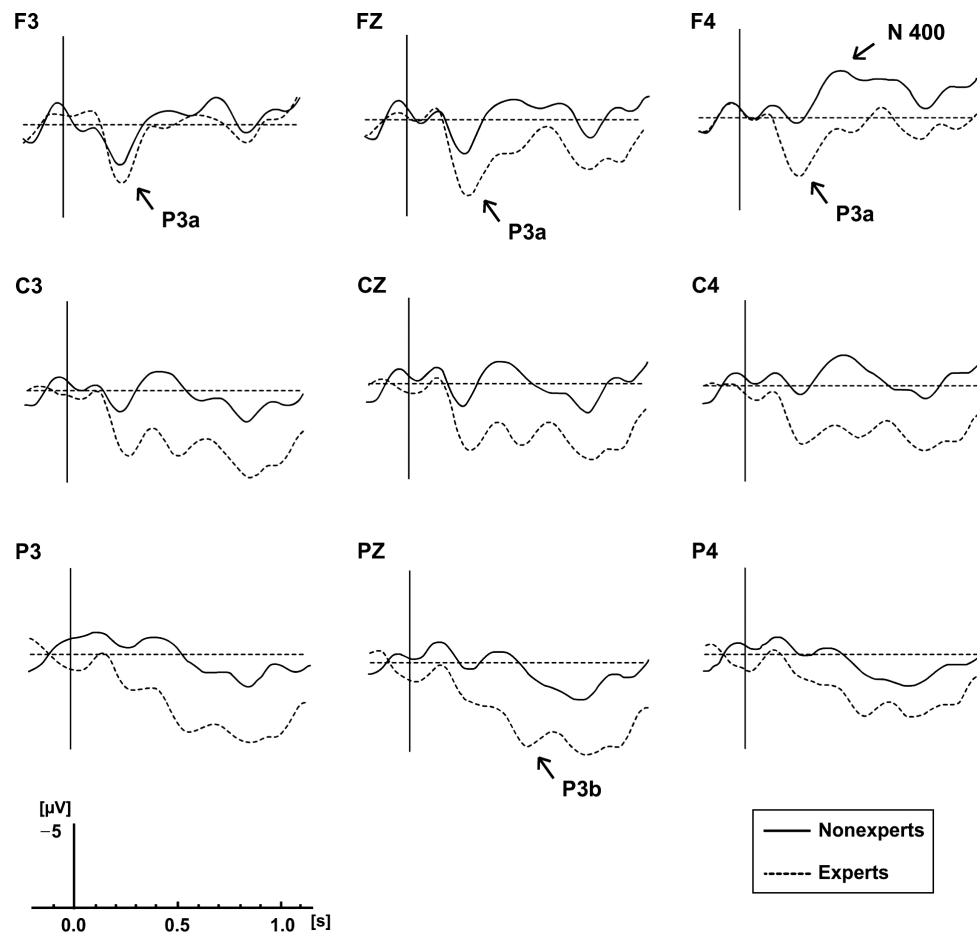 F3
FZ
F4
N 400
P3a
P3a
P3a
C3
CZ
C4
P3
PZ
P4
P3b
[µV]
−5
0.0
0.5
1.0
[s]
Nonexperts
Experts